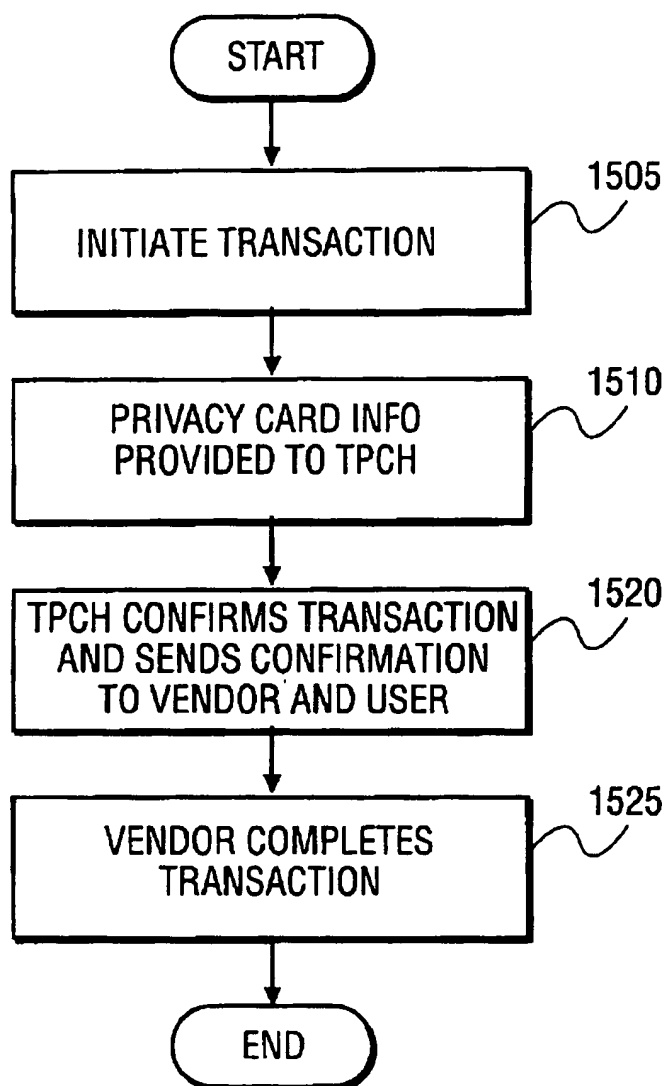 START
1505
INITIATE TRANSACTION
1510
PRIVACY CARD INFO
PROVIDED TO TPCH
1520
TPCH CONFIRMS TRANSACTION
AND SENDS CONFIRMATION
TO VENDOR AND USER
1525
VENDOR COMPLETES
TRANSACTION
END